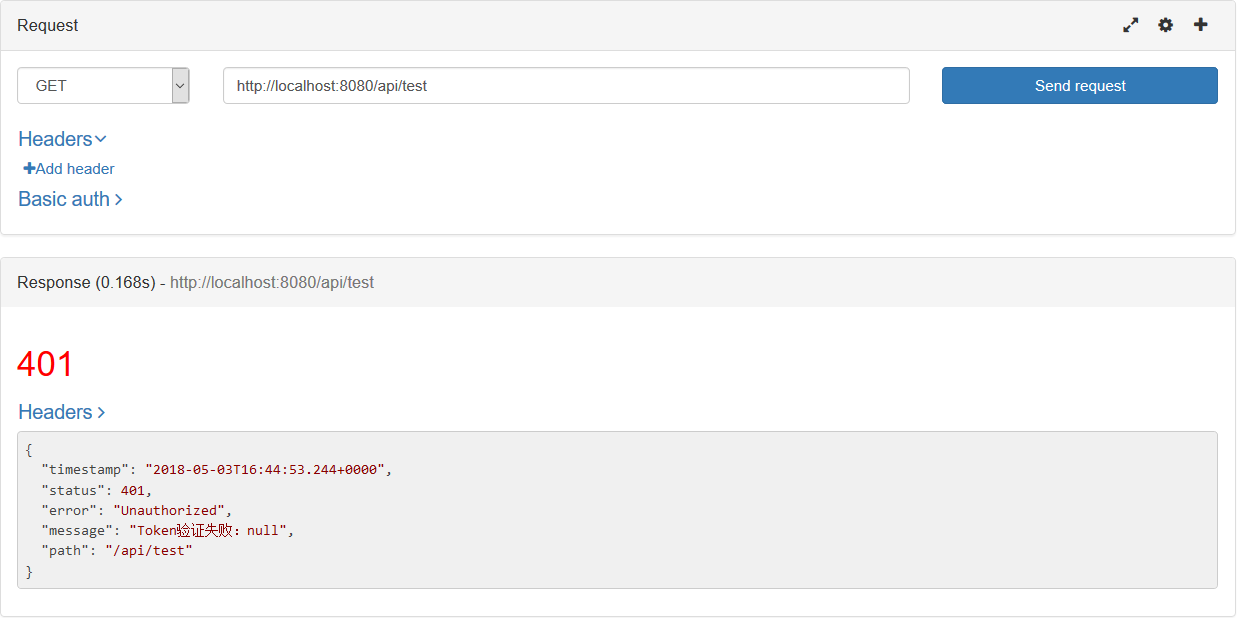 Request
GET
http://localhost:8080/api/test
Send request
Headers
Add header
Basic auth
Response (0.168s) - http://localhost:8080/api/test
401
Headers
{
"timestamp": "2018-05-03T16:44:53.244+0000",
"status": 401,
"error": "Unauthorized",
"message": "Token验证失败：null",
"path": "/api/test"
}